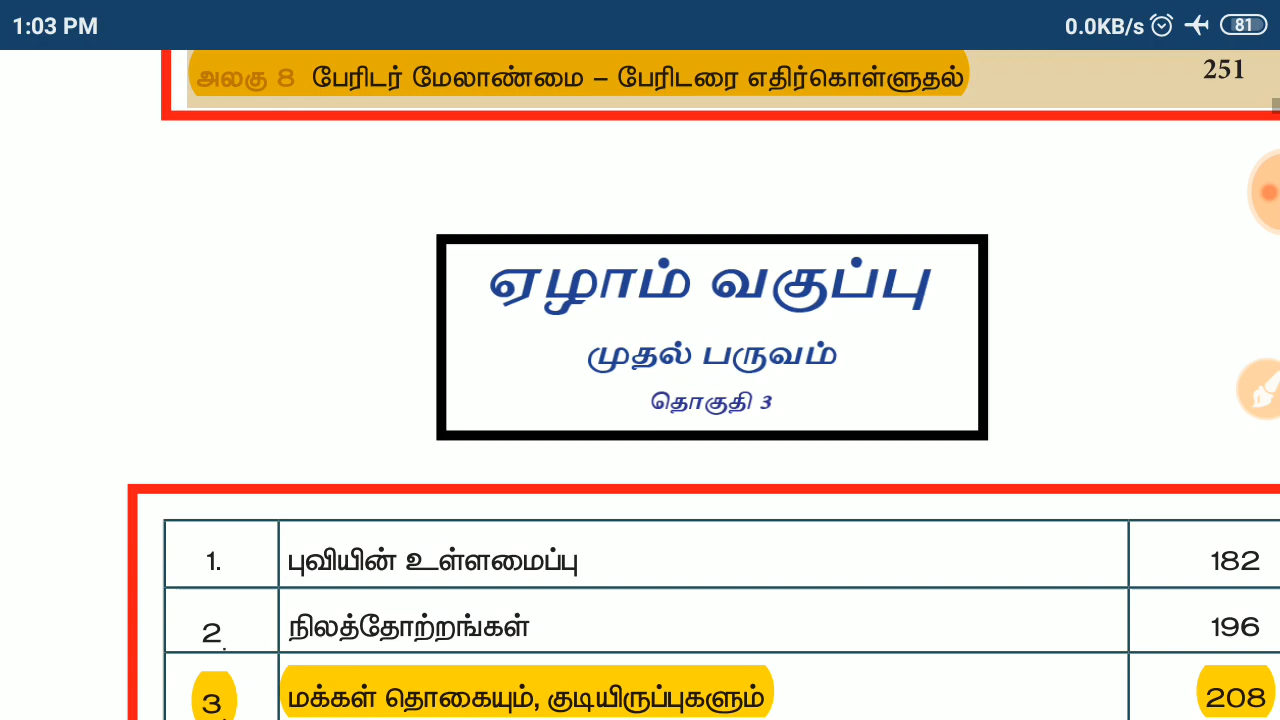 1:03 PM 0.0KB/s 81
அலகு 8 பேரிடர் மேலாண்மை – பேரிடரை எதிர்கொள்ளுதல் 251
ஏழாம் வகுப்பு
முதல் பருவம்
தொகுதி 3
1. புவியின் உள்ளமைப்பு 182
2. நிலத்தோற்றங்கள் 196
3. மக்கள் தொகையும், குடியிருப்புகளும் 208